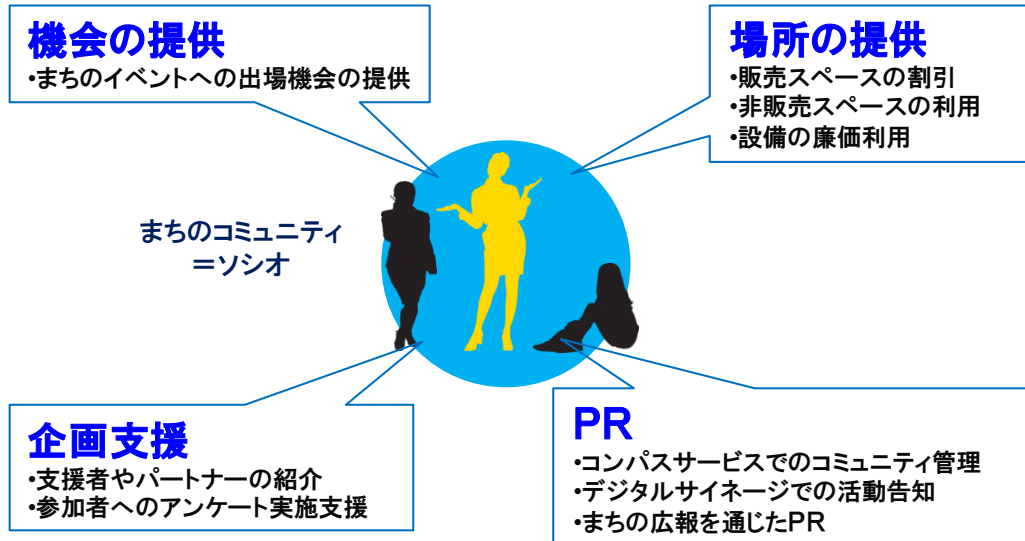 機会の提供
•まちのイベントへの出場機会の提供
場所の提供
•販売スペースの割引
•非販売スペースの利用
•設備の廉価利用
まちのコミュニティ
＝ソシオ
企画支援
•支援者やパートナーの紹介
•参加者へのアンケート実施支援
PR
•コンパスサービスでのコミュニティ管理
•デジタルサイネージでの活動告知
•まちの広報を通じたPR